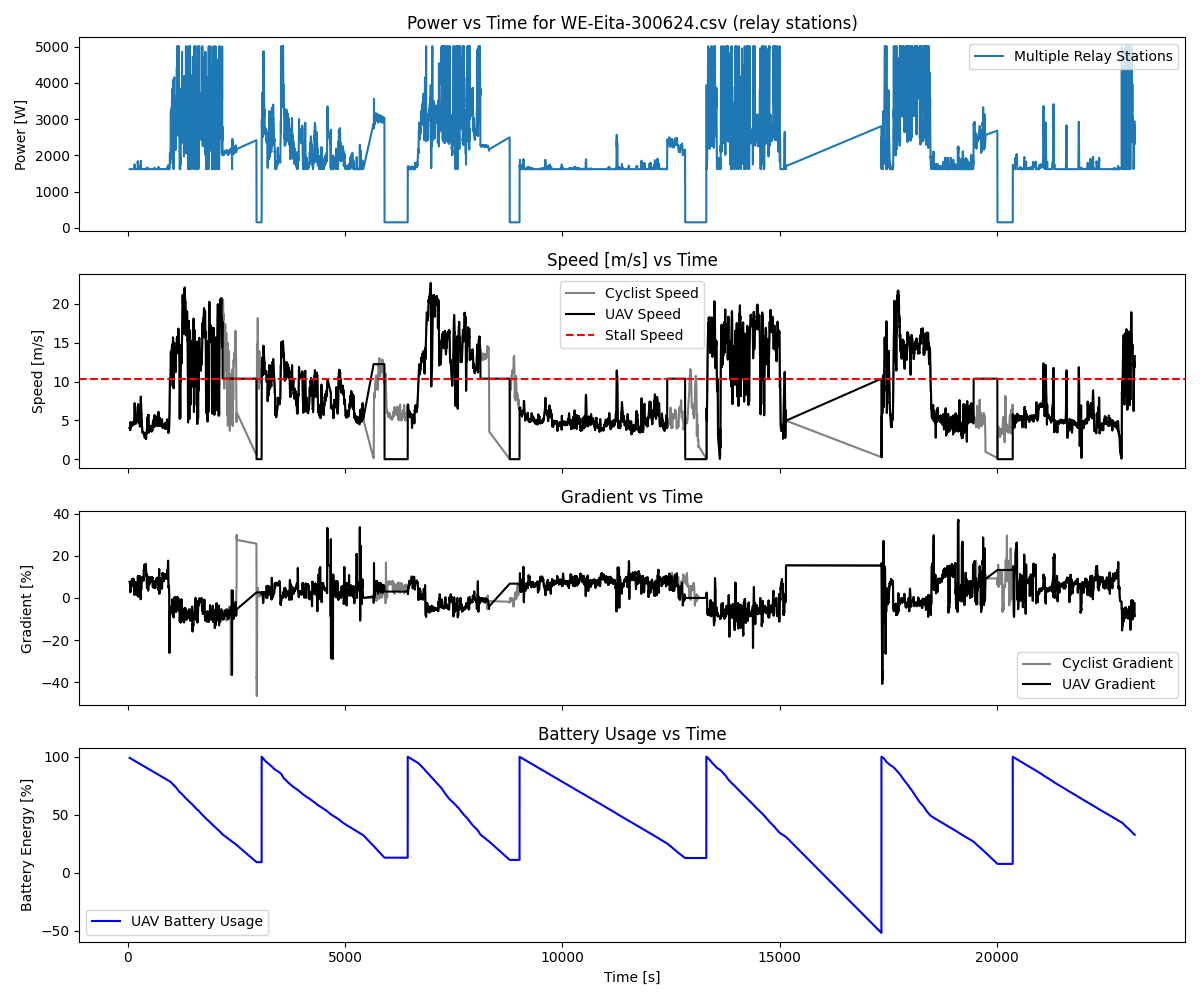 Power vs Time for WE-Eita-300624.csv (relay stations)
Power [W]
5000
4000
3000
2000
1000
0
Multiple Relay Stations
Speed [m/s] vs Time
Speed [m/s]
20
15
10
5
0
Cyclist Speed
UAV Speed
Stall Speed
Gradient vs Time
Gradient [%]
40
20
0
−20
−40
Cyclist Gradient
UAV Gradient
Battery Usage vs Time
Battery Energy [%]
100
50
0
−50
UAV Battery Usage
0 5000 10000 15000 20000
Time [s]